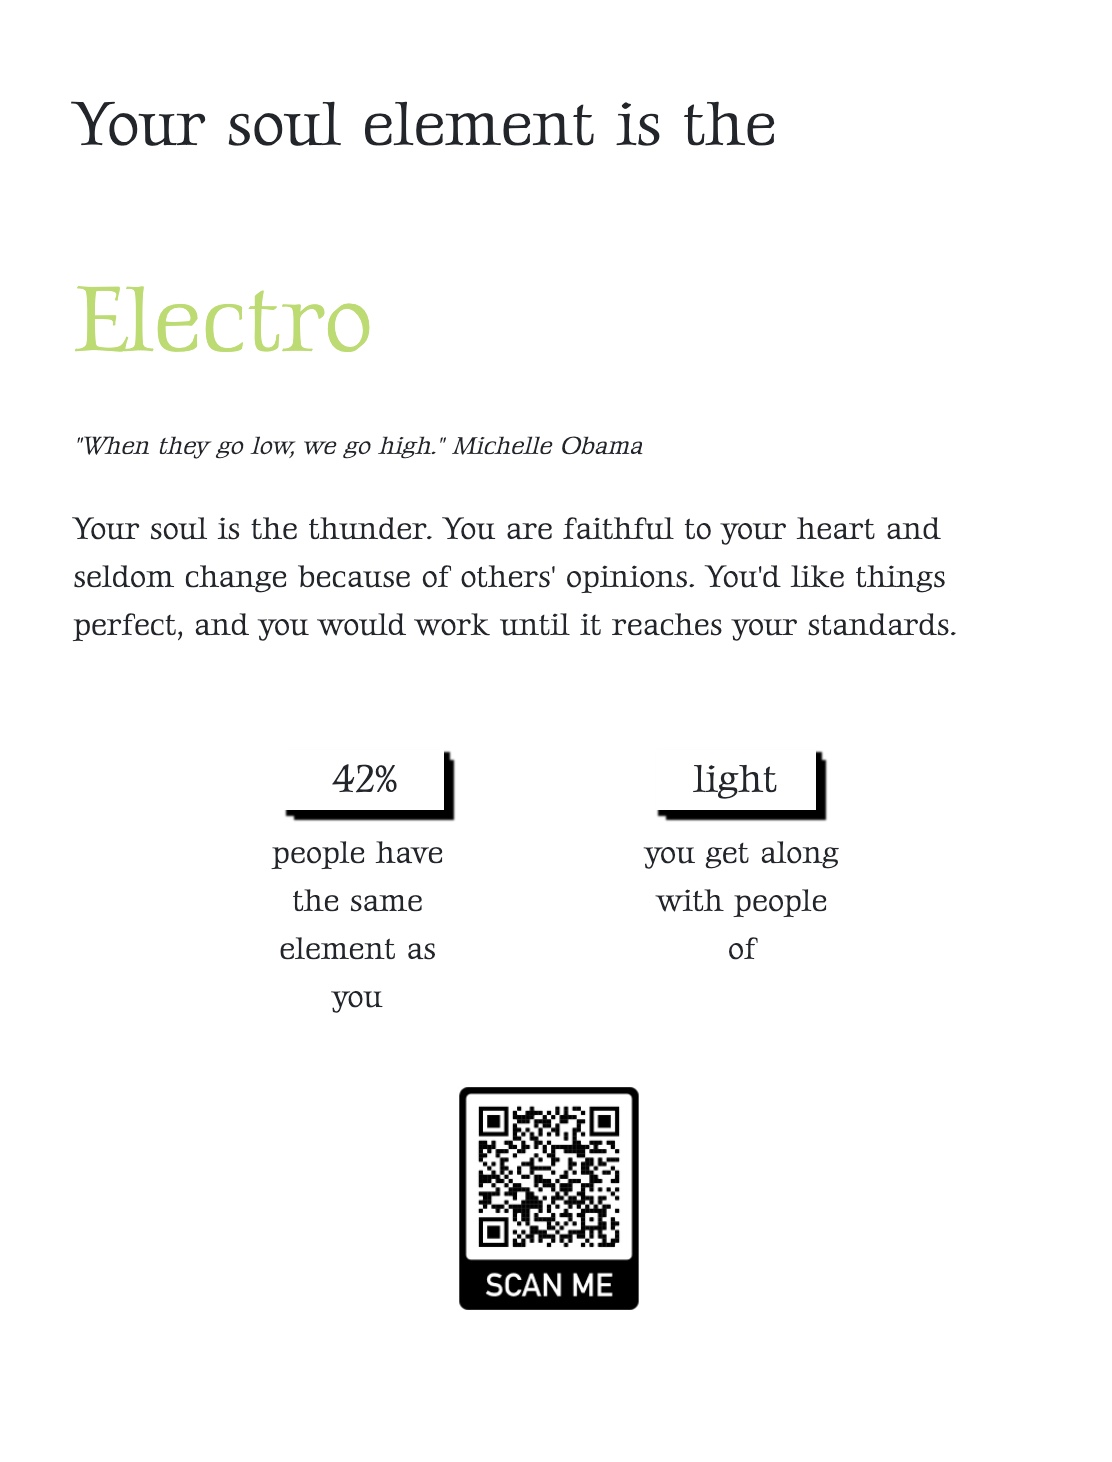 Your soul element is the
Electro
"When they go low, we go high." Michelle Obama
Your soul is the thunder. You are faithful to your heart and
seldom change because of others' opinions. You'd like things
perfect, and you would work until it reaches your standards.
42%
people have
the same
element as
you
light
you get along
with people
of
SCAN ME